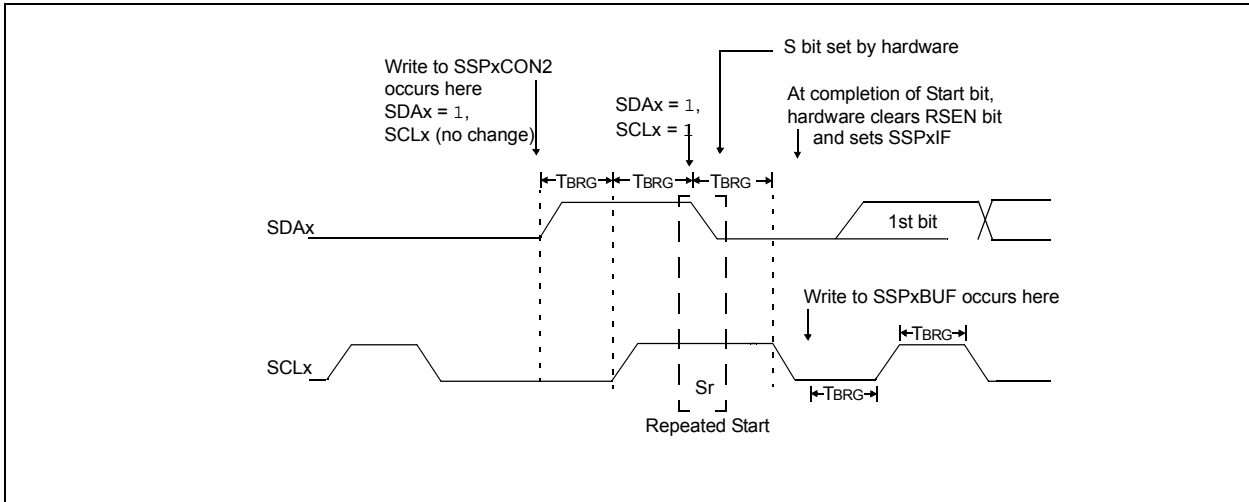 S bit set by hardware
Write to SSPxCON2
occurs here
SDAx = 1,
SCLx (no change)
SDAx = 1,
SCLx = 1
At completion of Start bit,
hardware clears RSEN bit
and sets SSPxIF
TBRG TBRG TBRG
SDAx
1st bit
Write to SSPxBUF occurs here
TBRG
SCLx
Sr
TBRG
Repeated Start